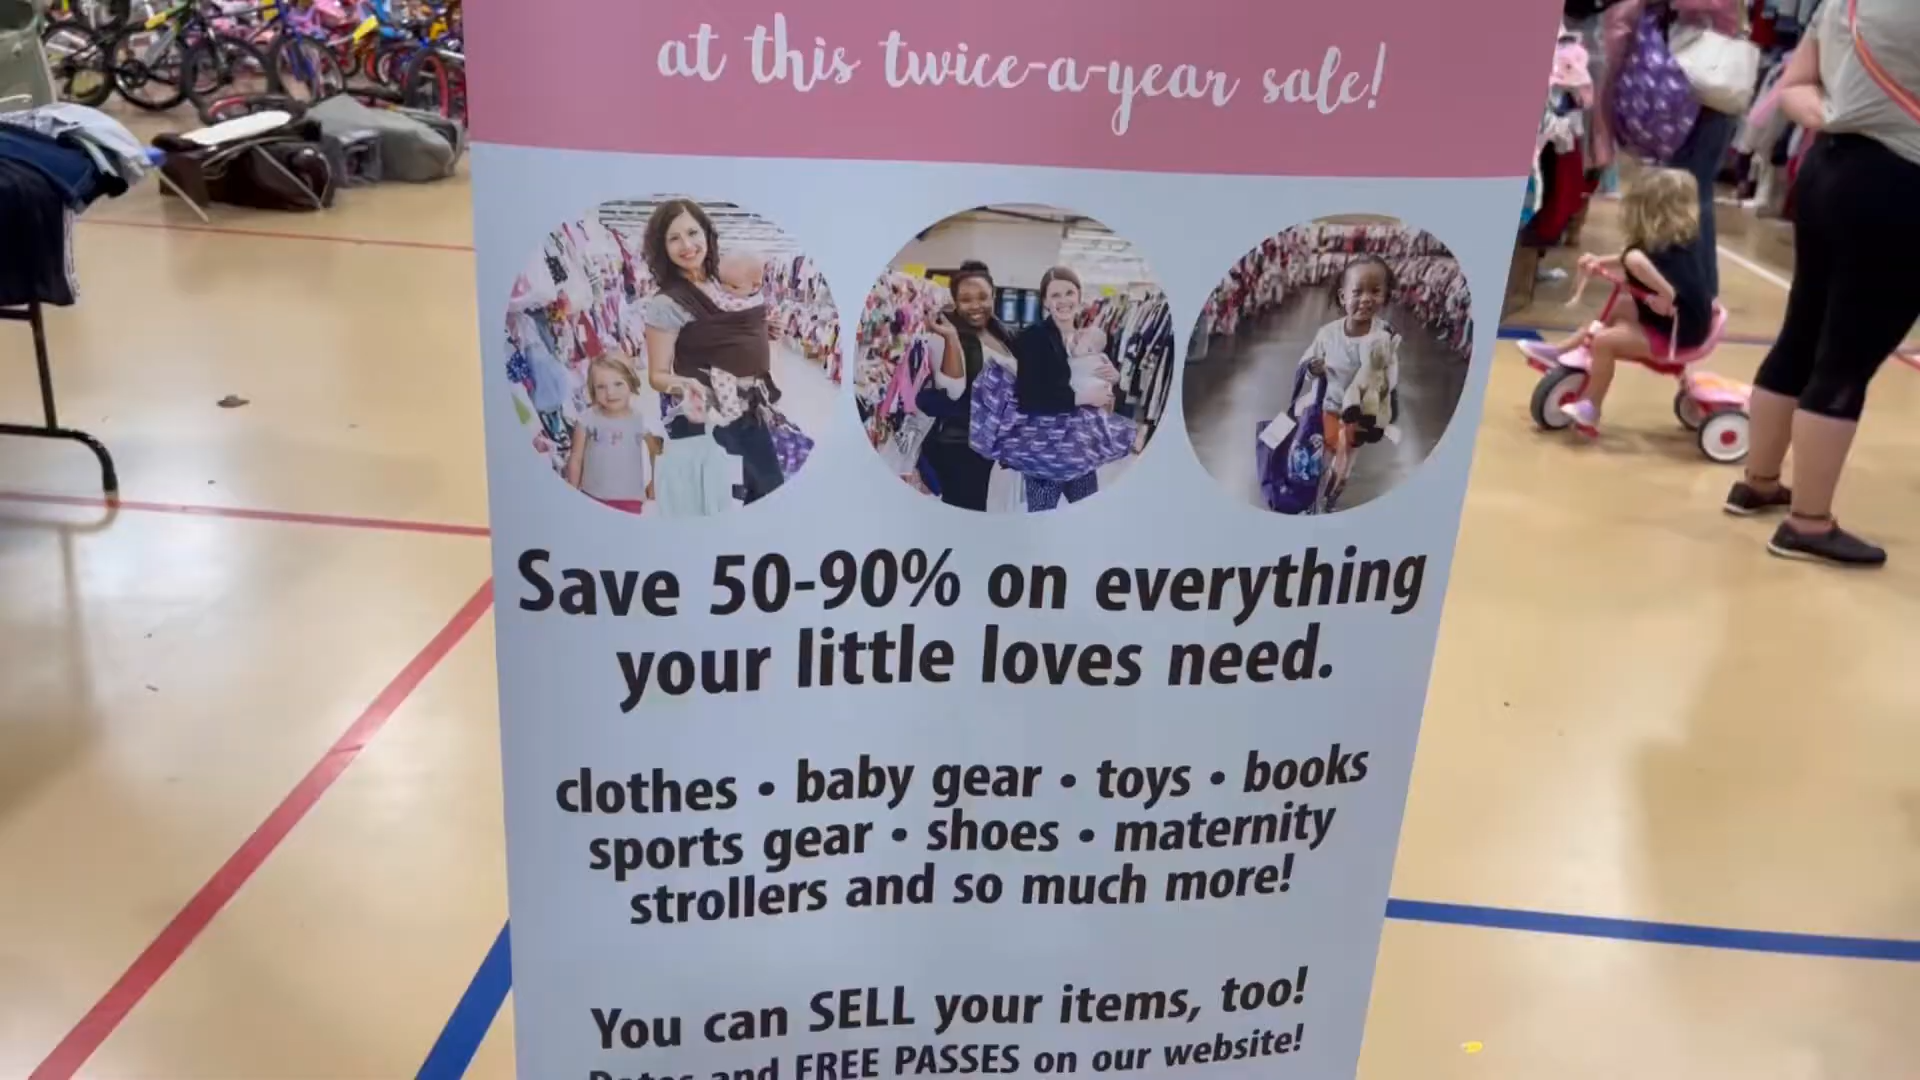 at this twice-a-year sale!
Save 50-90% on everything
your little loves need.
clothes • baby gear • toys • books
sports gear • shoes • maternity
strollers and so much more!
You can SELL your items, too!
and FREE PASSES on our website!